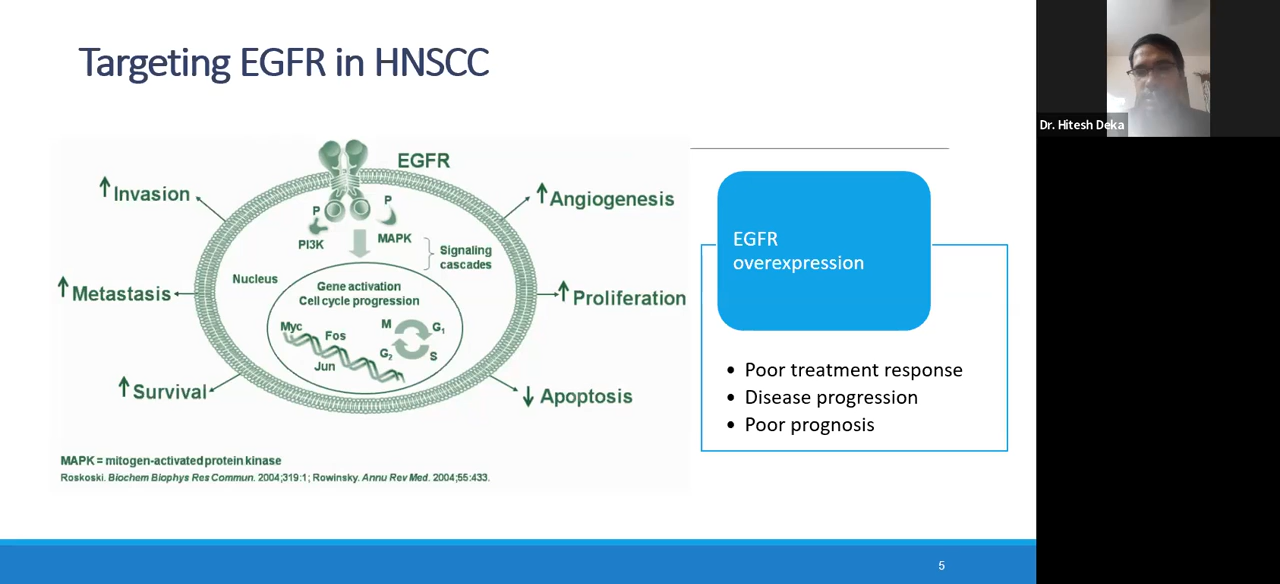 Targeting EGFR in HNSCC
EGFR
↑Invasion
↑Angiogenesis
P
P
PI3K
MAPK
Signaling
cascades
Nucleus
Gene activation
Cell cycle progression
↑Metastasis
↑Proliferation
Myc
Fos
Jun
M
G₁
G₂
S
↑Survival
↓Apoptosis
MAPK = mitogen-activated protein kinase
Roskoski. Biochem Biophys Res Commun. 2004;319:1; Rowinsky. Annu Rev Med. 2004;55:433.
EGFR
overexpression
• Poor treatment response
• Disease progression
• Poor prognosis
5
Dr. Hitesh Deka